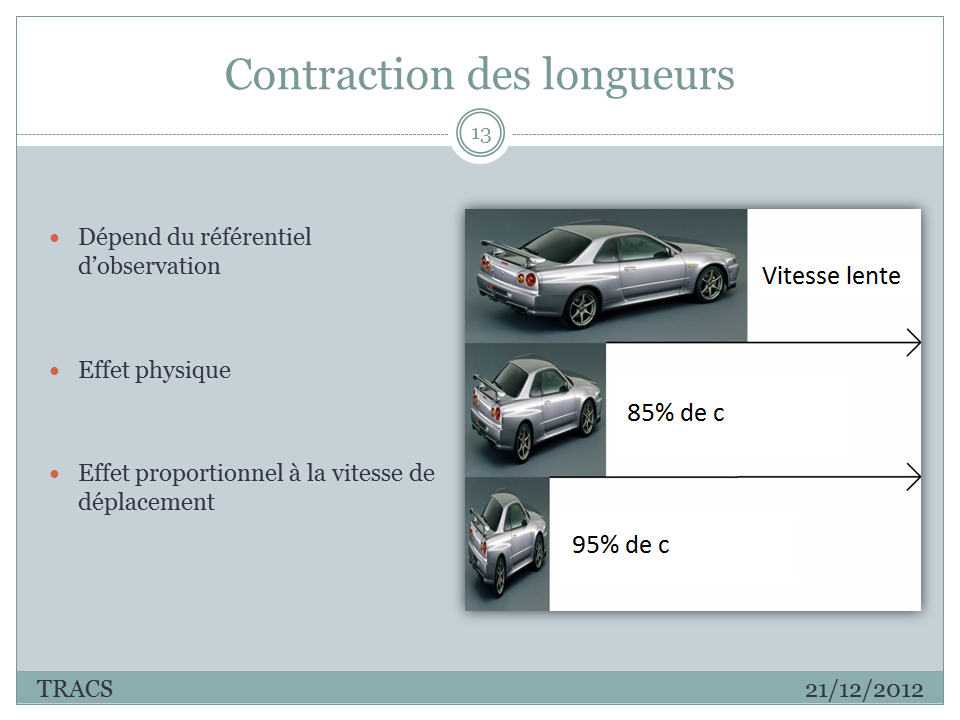 Contraction des longueurs
13
• Dépend du référentiel
d’observation
• Effet physique
• Effet proportionnel à la vitesse de
déplacement
Vitesse lente
85% de c
95% de c
TRACS
21/12/2012